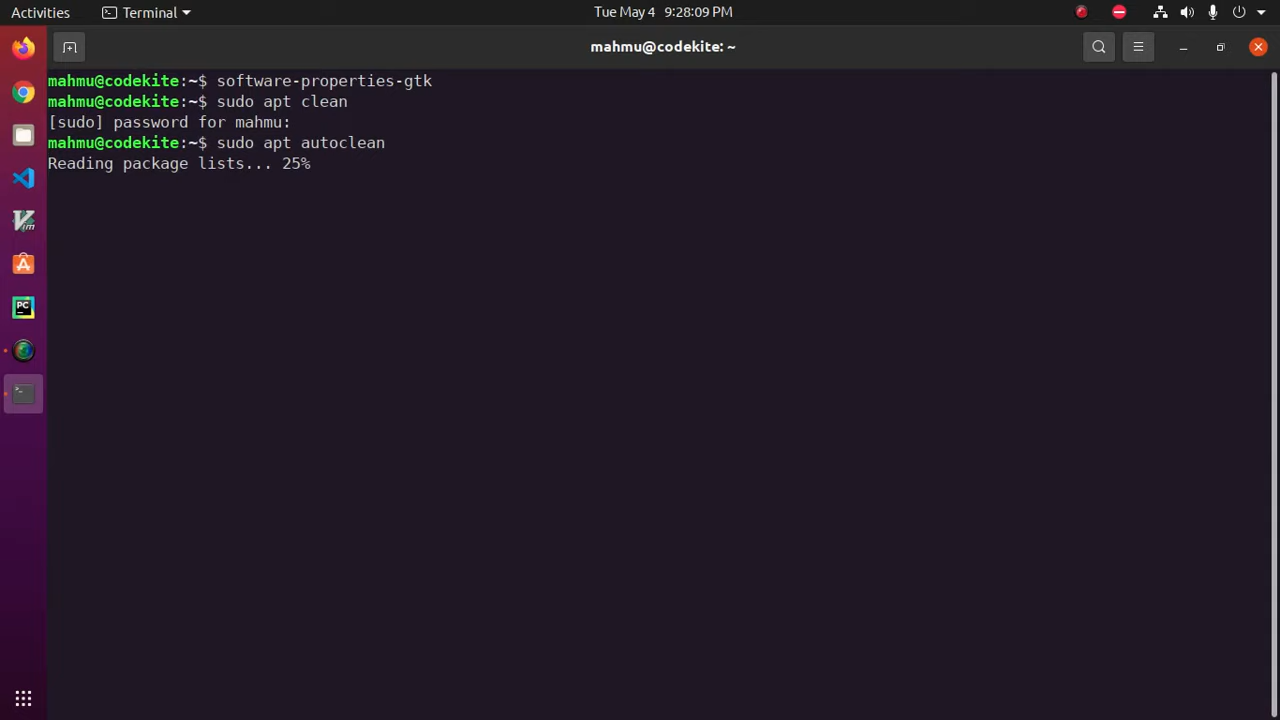 Activities Terminal Tue May 4 9:28:09 PM
mahmu@codekite: ~
mahmu@codekite:~$ software-properties-gtk
mahmu@codekite:~$ sudo apt clean
[sudo] password for mahmu:
mahmu@codekite:~$ sudo apt autoclean
Reading package lists... 25%